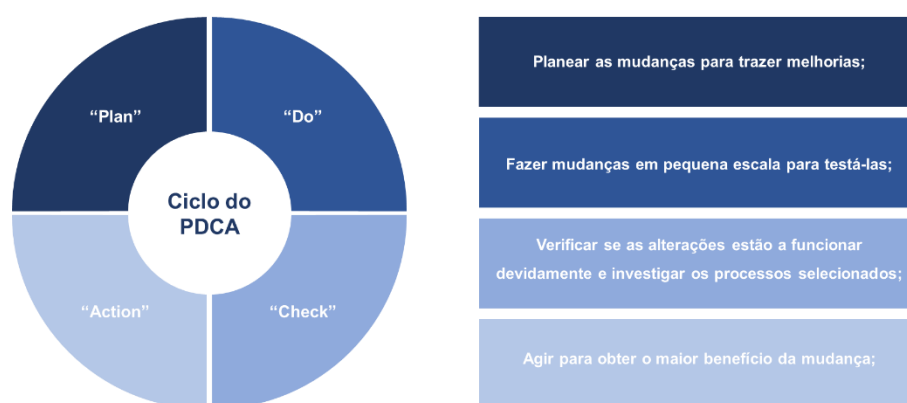 “Plan”
“Do”
Ciclo do
PDCA
“Action”
“Check”
Planear as mudanças para trazer melhorias;
Fazer mudanças em pequena escala para testá-las;
Verificar se as alterações estão a funcionar
devidamente e investigar os processos selecionados;
Agir para obter o maior benefício da mudança;